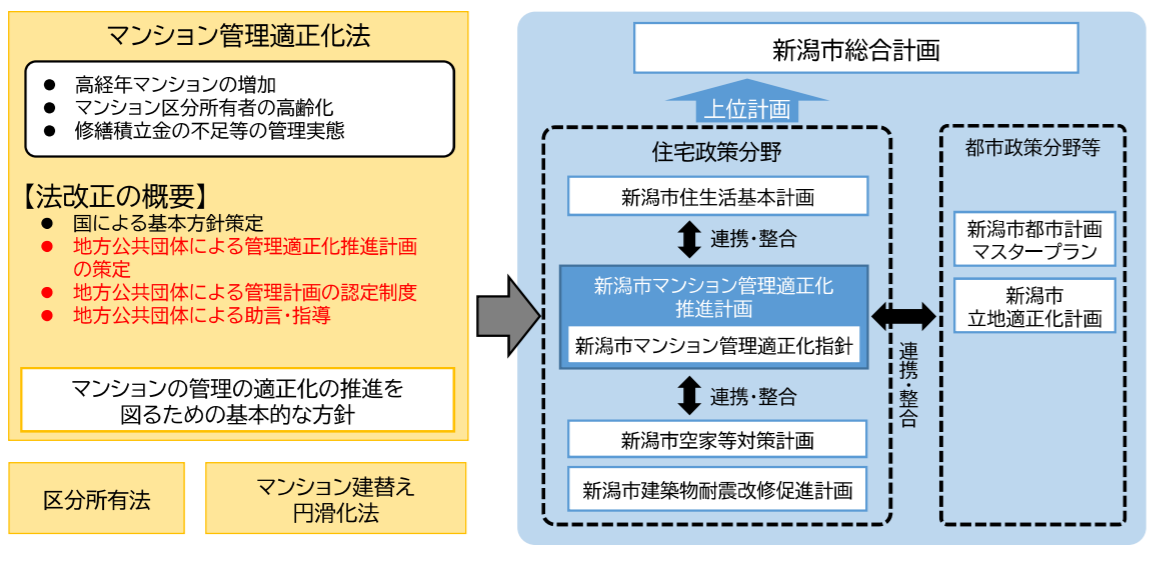 マンション管理適正化法
● 高経年マンションの増加
● マンション区分所有者の高齢化
● 修繕積立金の不足等の管理実態
【法改正の概要】
● 国による基本方針策定
● 地方公共団体による管理適正化推進計画
の策定
● 地方公共団体による管理計画の認定制度
● 地方公共団体による助言・指導
マンションの管理の適正化の推進を
図るための基本的な方針
区分所有法
マンション建替え
円滑化法
新潟市総合計画
上位計画
住宅政策分野
新潟市住生活基本計画
連携・整合
新潟市マンション管理適正化
推進計画
新潟市マンション管理適正化指針
連携・整合
新潟市空家等対策計画
新潟市建築物耐震改修促進計画
連携・整合
都市政策分野等
新潟市都市計画
マスタープラン
新潟市
立地適正化計画